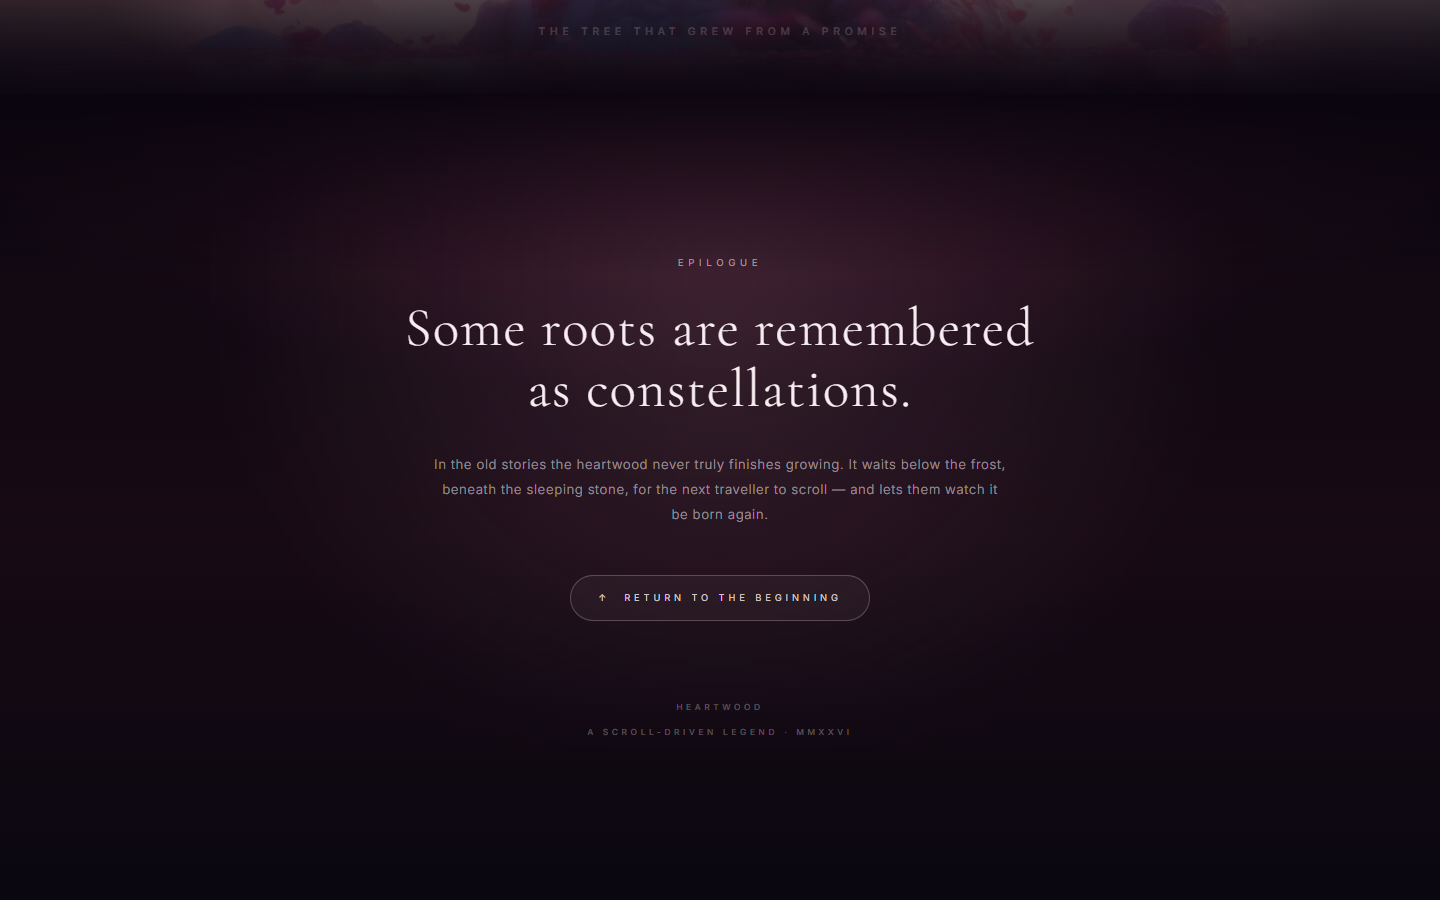 THE TREE THAT GREW FROM A PROMISE
EPILOGUE
Some roots are remembered
as constellations.
In the old stories the heartwood never truly finishes growing. It waits below the frost,
beneath the sleeping stone, for the next traveller to scroll — and lets them watch it
be born again.
↑ RETURN TO THE BEGINNING
HEARTWOOD
A SCROLL-DRIVEN LEGEND · MMXXVI